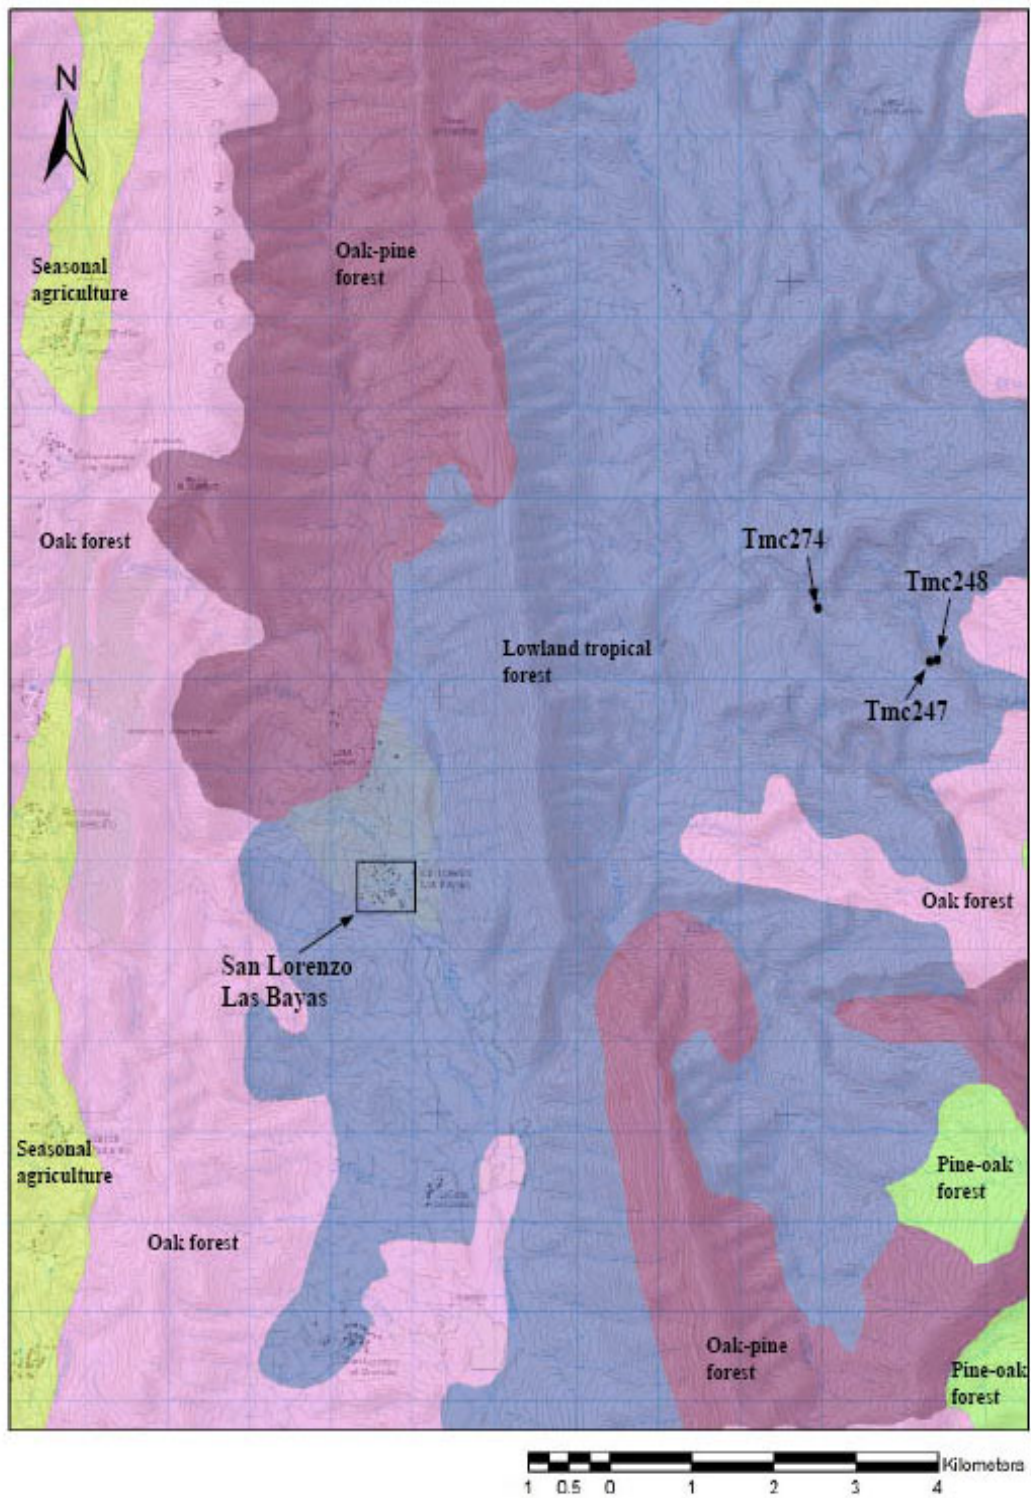 N
Oak-pine
forest
Seasonal
agriculture
Oak forest
Tmc274
Tmc248
Lowland tropical
forest
Tmc247
Oak forest
San Lorenzo
Las Bayas
Seasonal
agriculture
Pine-oak
forest
Oak forest
Oak-pine
forest
Pine-oak
forest
Kilometers
1 0.5 0 1 2 3 4